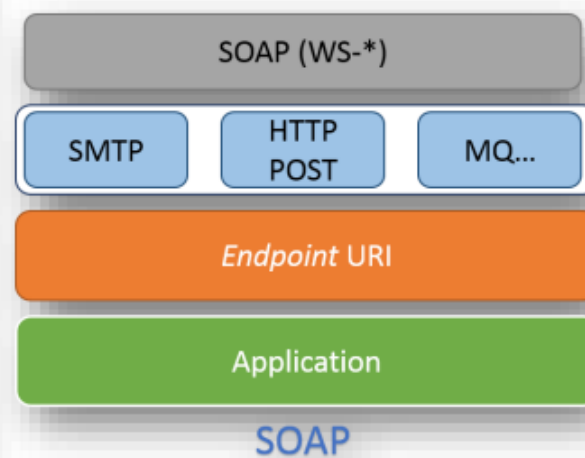 SOAP (WS-*)
SMTP
HTTP
POST
MQ...
Endpoint URI
Application
SOAP